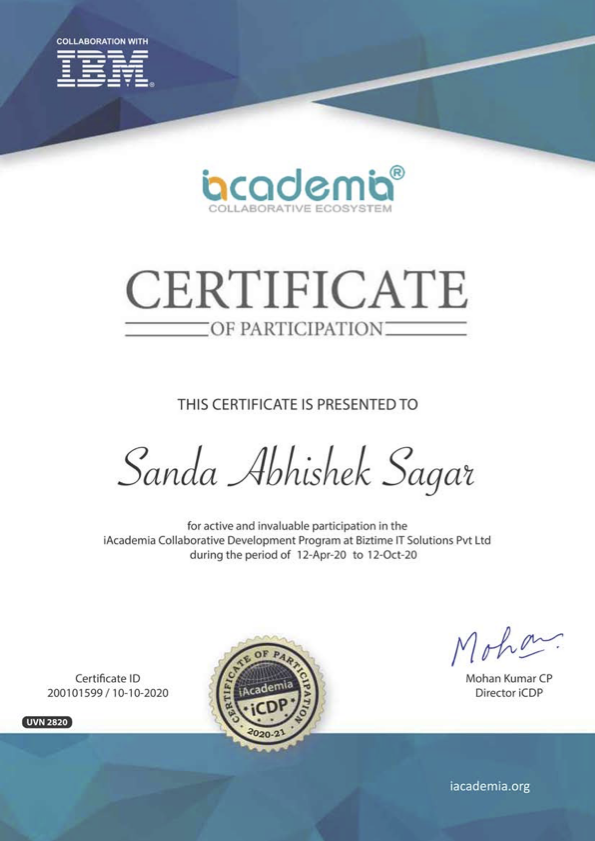 COLLABORATION WITH
IBM®
iacademia®
COLLABORATIVE ECOSYSTEM
CERTIFICATE
OF PARTICIPATION
THIS CERTIFICATE IS PRESENTED TO
Sanda Abhishek Sagar
for active and invaluable participation in the
iAcademia Collaborative Development Program at Biztime IT Solutions Pvt Ltd
during the period of 12-Apr-20 to 12-Oct-20
Mohan
Mohan Kumar CP
Director iCDP
Certificate ID
200101599 / 10-10-2020
UVN 2820
CERTIFICATE OF PARTICIPATION
iAcademia
iCDP
2020-21
iacademia.org